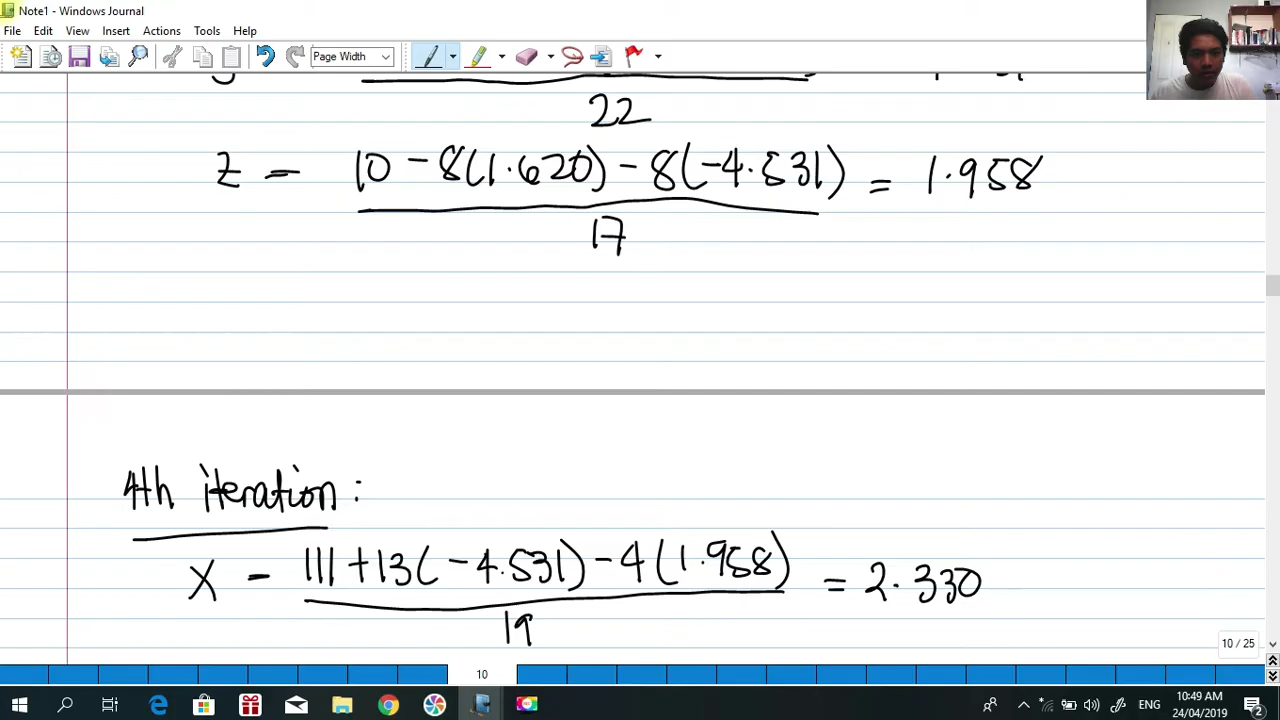 Note1 - Windows Journal
File Edit View Insert Actions Tools Help
Page Width
22
z = 10 - 8(1.620) - 8(-4.531) = 1.958
17
4th iteration:
x = 111 + 13(-4.531) - 4(1.958) = 2.330
19
10 / 25
10
ENG
10:49 AM
24/04/2019
2